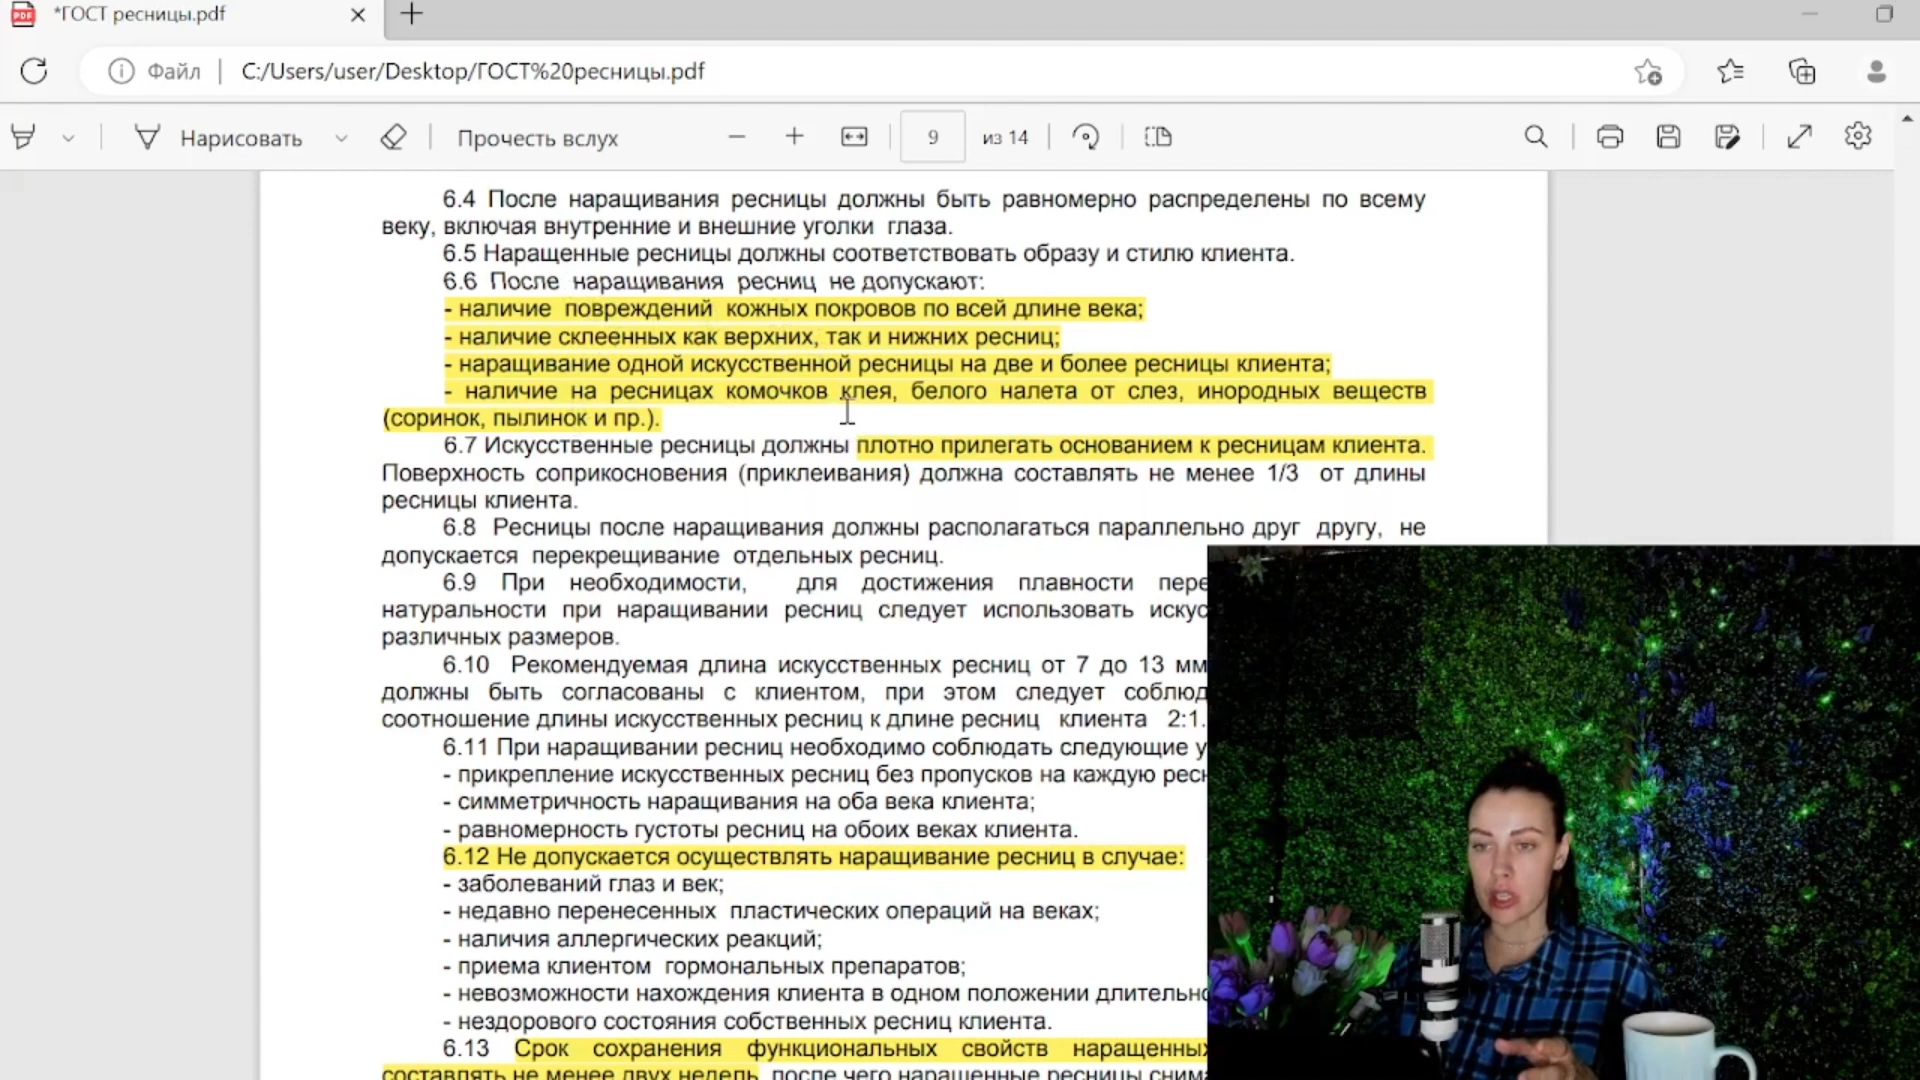 *ГОСТ ресницы.pdf
Файл C:/Users/user/Desktop/ГОСТ%20ресницы.pdf
Нарисовать Прочесть вслух 9 из 14
6.4 После наращивания ресницы должны быть равномерно распределены по всему
веку, включая внутренние и внешние уголки глаза.
6.5 Наращенные ресницы должны соответствовать образу и стилю клиента.
6.6 После наращивания ресниц не допускают:
- наличие повреждений кожных покровов по всей длине века;
- наличие склеенных как верхних, так и нижних ресниц;
- наращивание одной искусственной ресницы на две и более ресницы клиента;
- наличие на ресницах комочков клея, белого налета от слез, инородных веществ
(соринок, пылинок и пр.).
6.7 Искусственные ресницы должны плотно прилегать основанием к ресницам клиента.
Поверхность соприкосновения (приклеивания) должна составлять не менее 1/3 от длины
ресницы клиента.
6.8 Ресницы после наращивания должны располагаться параллельно друг другу, не
допускается перекрещивание отдельных ресниц.
6.9 При необходимости, для достижения плавности
натуральности при наращивании ресниц следует использовать
различных размеров.
6.10 Рекомендуемая длина искусственных ресниц от 7 до 13 мм
должны быть согласованы с клиентом, при этом следует
соотношение длины искусственных ресниц к длине ресниц клиента 2:1.
6.11 При наращивании ресниц необходимо соблюдать следующие
- прикрепление искусственных ресниц без пропусков на каждую
- симметричность наращивания на оба века клиента;
- равномерность густоты ресниц на обоих веках клиента.
6.12 Не допускается осуществлять наращивание ресниц в случае:
- заболеваний глаз и век;
- недавно перенесенных пластических операций на веках;
- наличия аллергических реакций;
- приема клиентом гормональных препаратов;
- невозможности нахождения клиента в одном положении
- нездорового состояния собственных ресниц клиента.
6.13 Срок сохранения функциональных свойств наращенных
составлять не менее двух недель, после чего наращенные ресницы